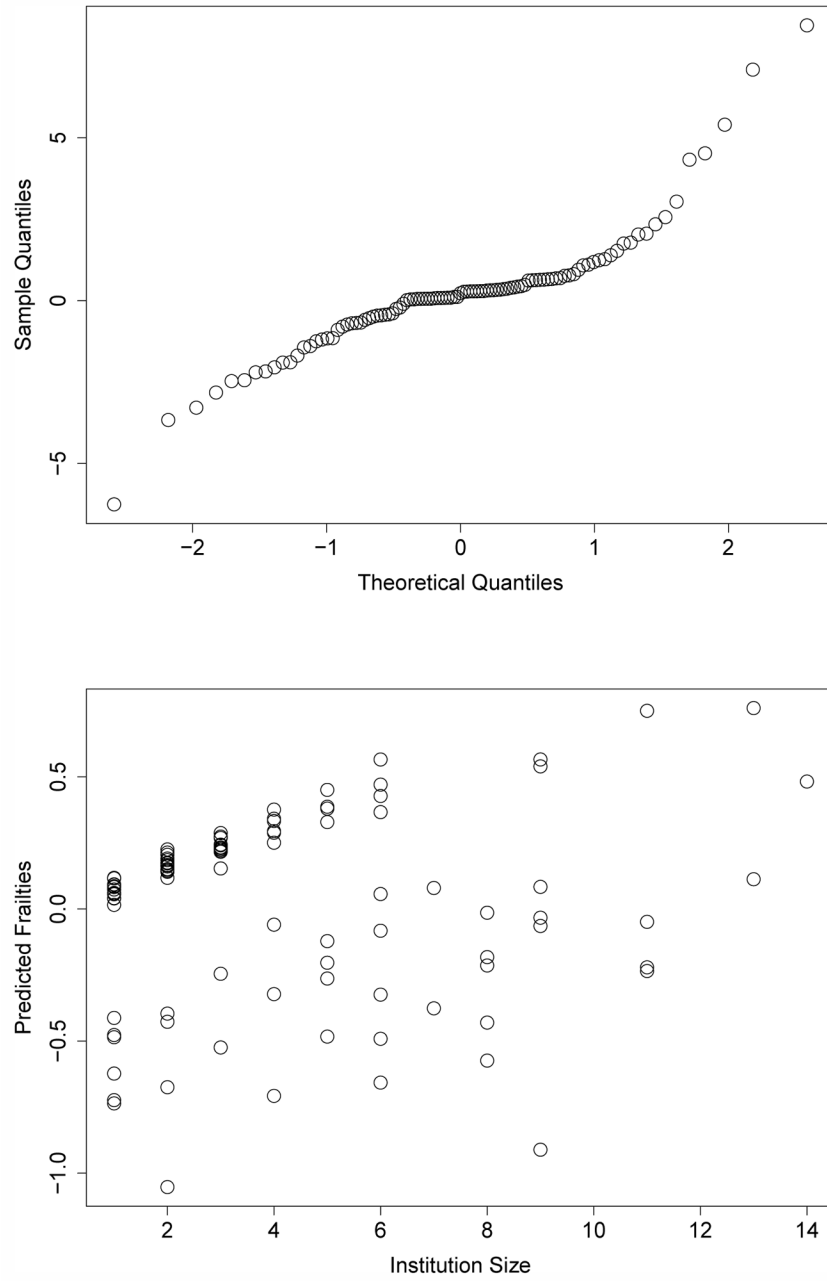 5
0
−5
Sample Quantiles
−2 −1 0 1 2
Theoretical Quantiles
0.5
0.0
−0.5
−1.0
Predicted Frailties
2 4 6 8 10 12 14
Institution Size